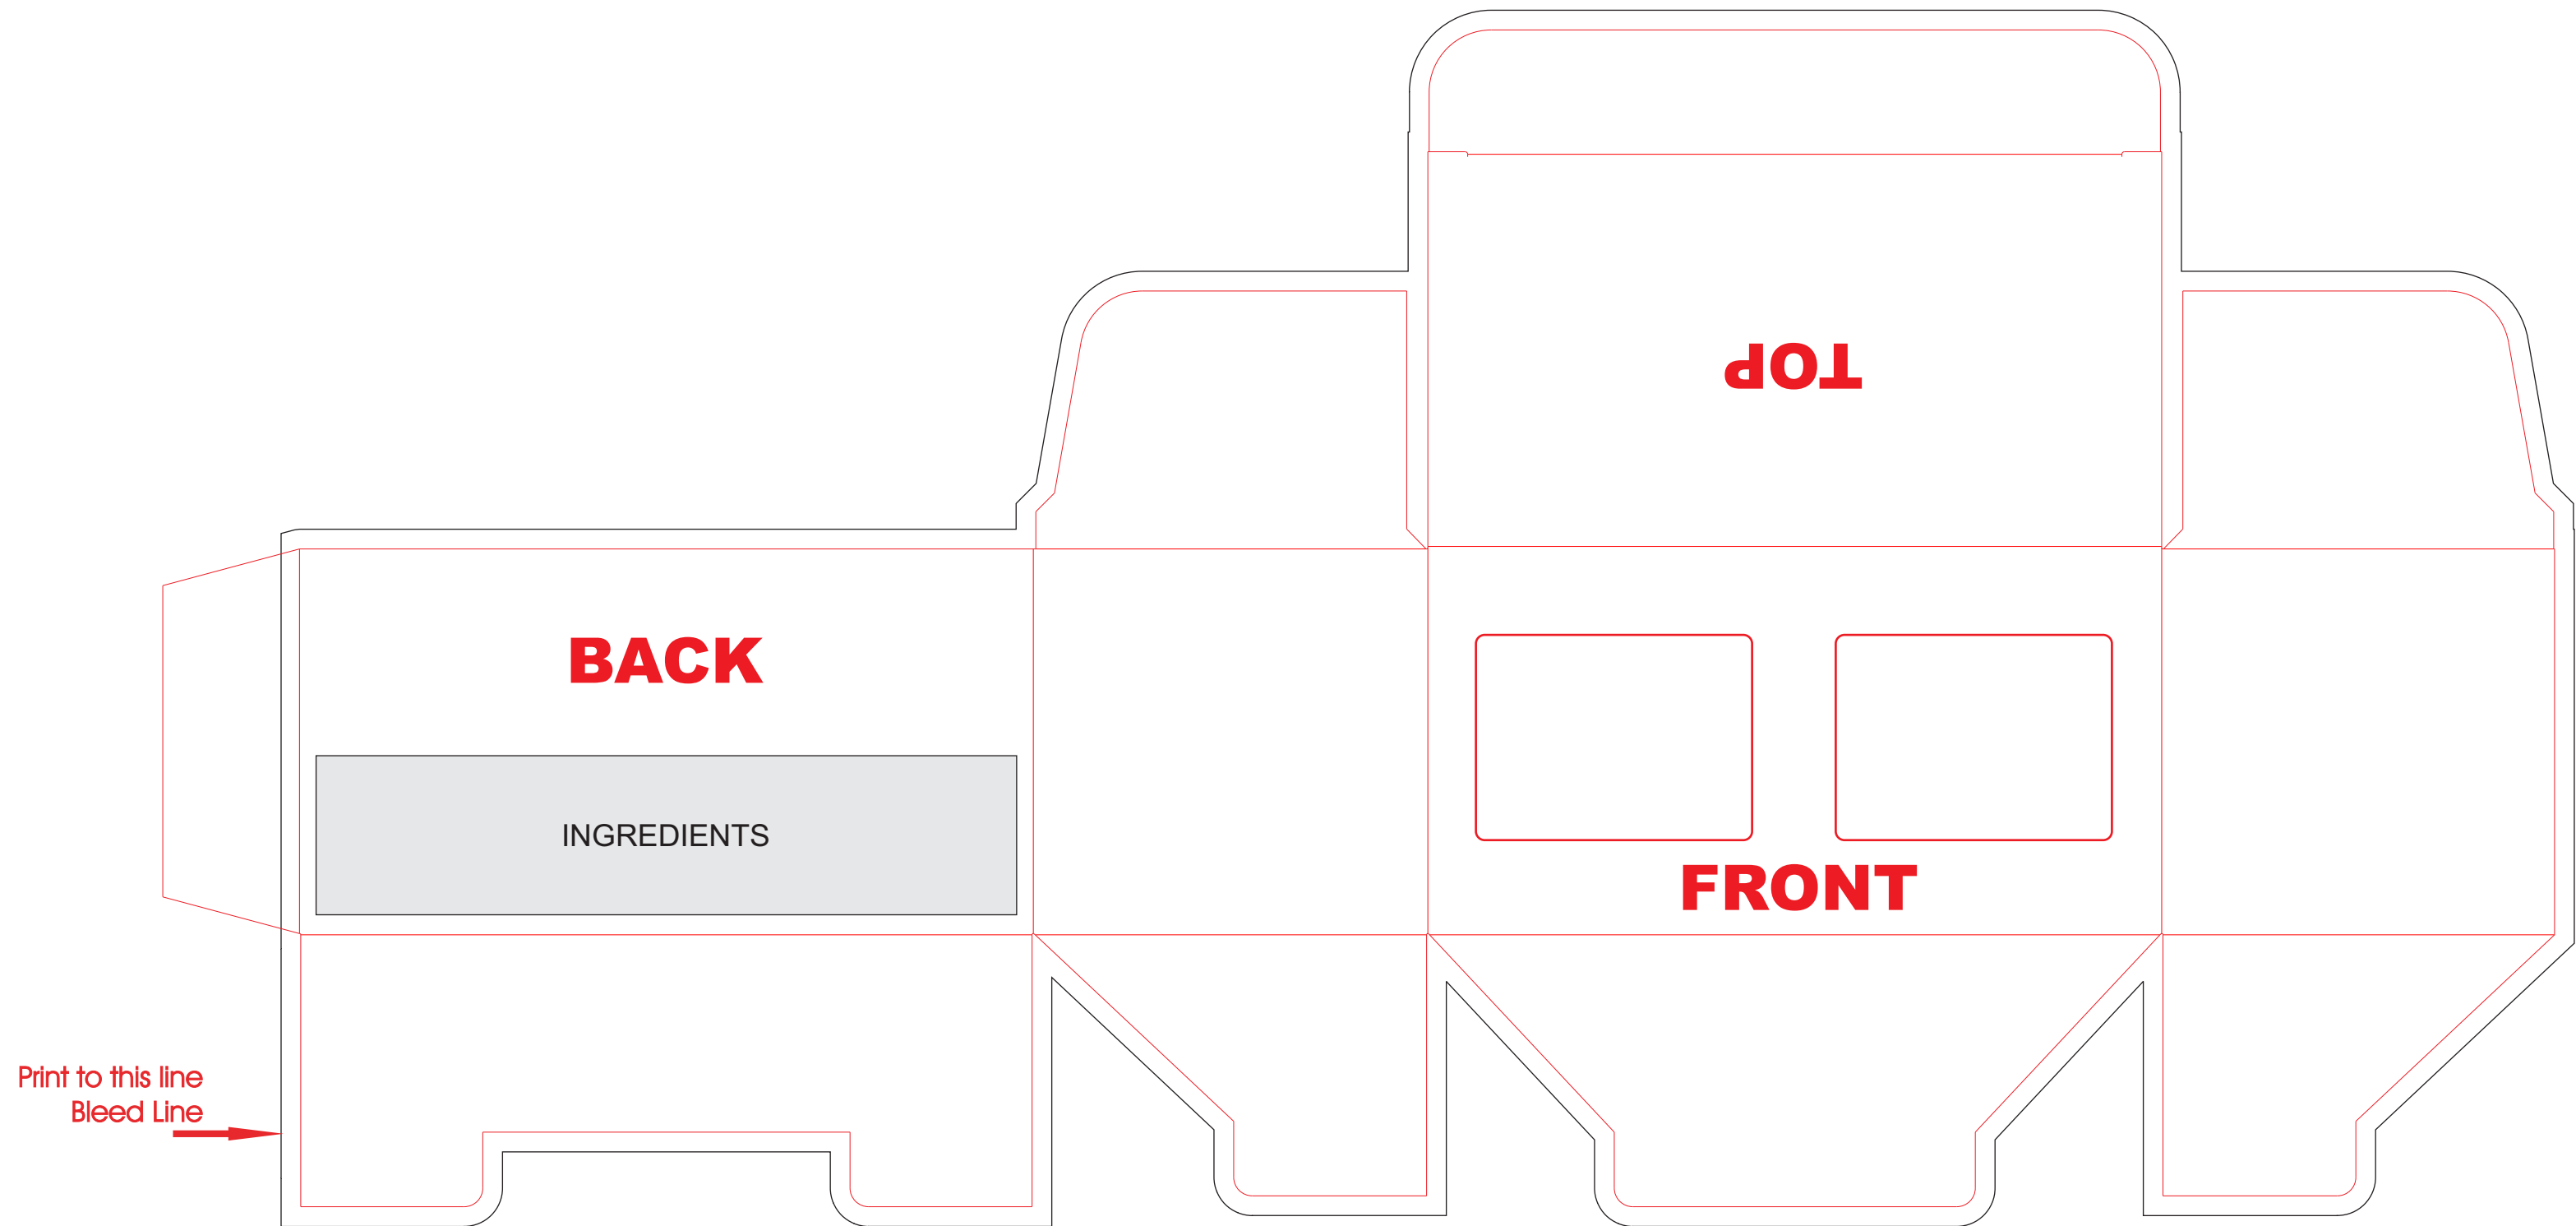 TOP
BACK
INGREDIENTS
FRONT
Print to this line
Bleed Line